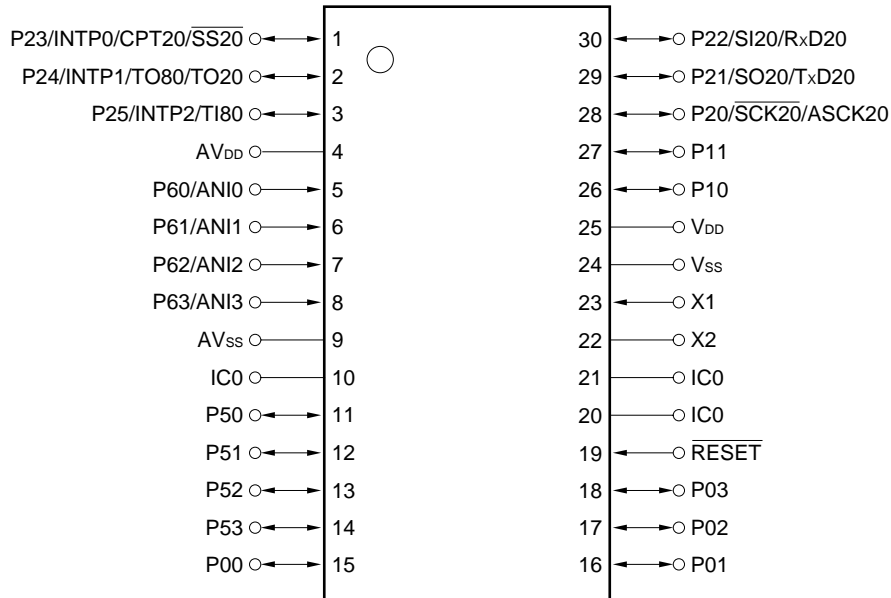 P23/INTP0/CPT20/SS20 1 30 P22/SI20/RxD20
P24/INTP1/TO80/TO20 2 29 P21/SO20/TxD20
P25/INTP2/TI80 3 28 P20/SCK20/ASCK20
AVDD 4 27 P11
P60/ANI0 5 26 P10
P61/ANI1 6 25 VDD
P62/ANI2 7 24 VSS
P63/ANI3 8 23 X1
AVSS 9 22 X2
IC0 10 21 IC0
P50 11 20 IC0
P51 12 19 RESET
P52 13 18 P03
P53 14 17 P02
P00 15 16 P01